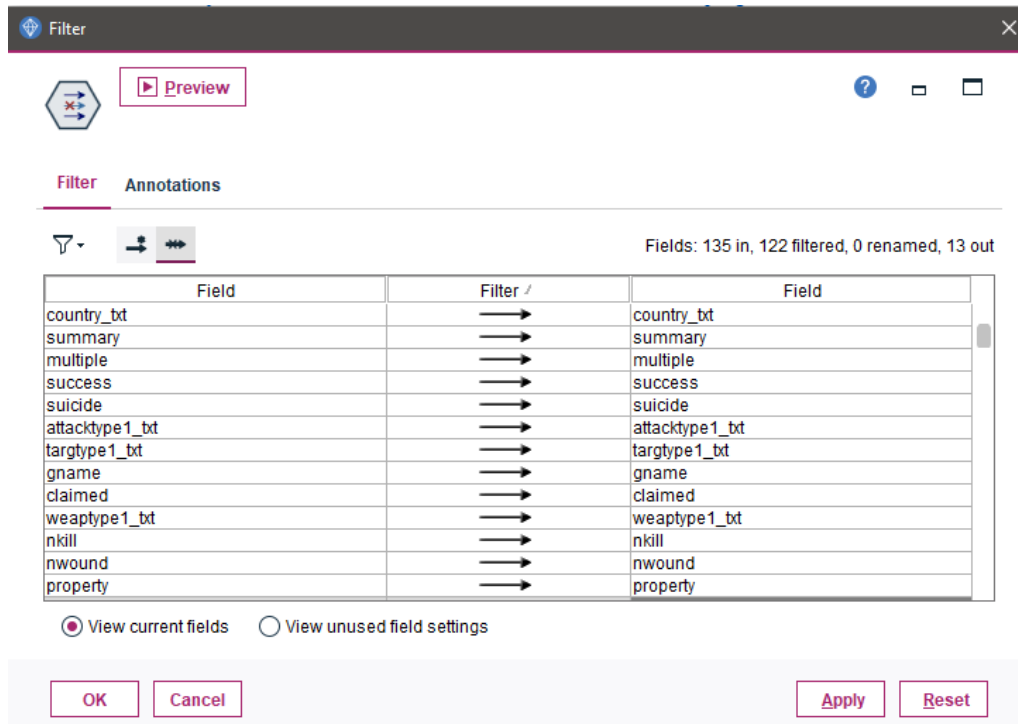 Filter
Preview
?
Filter Annotations
Fields: 135 in, 122 filtered, 0 renamed, 13 out
Field Filter Field
country_txt country_txt
summary summary
multiple multiple
success success
suicide suicide
attacktype1_txt attacktype1_txt
targtype1_txt targtype1_txt
gname gname
claimed claimed
weaptype1_txt weaptype1_txt
nkill nkill
nwound nwound
property property
View current fields View unused field settings
OK Cancel Apply Reset